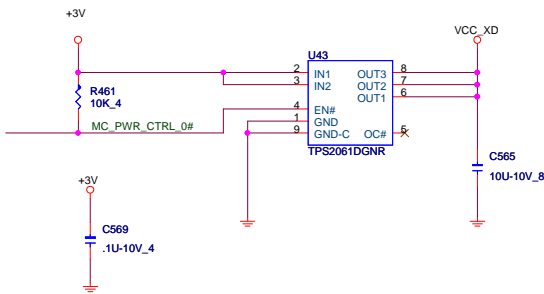 +3V
VCC_XD
U43
2 IN1 OUT3 8
3 IN2 OUT2 7
OUT1 6
R461
10K_4
4 EN#
MC_PWR_CTRL_0#
1 GND
9 GND-C OC# 5
TPS2061DGNR
C565
10U-10V_8
+3V
C569
.1U-10V_4